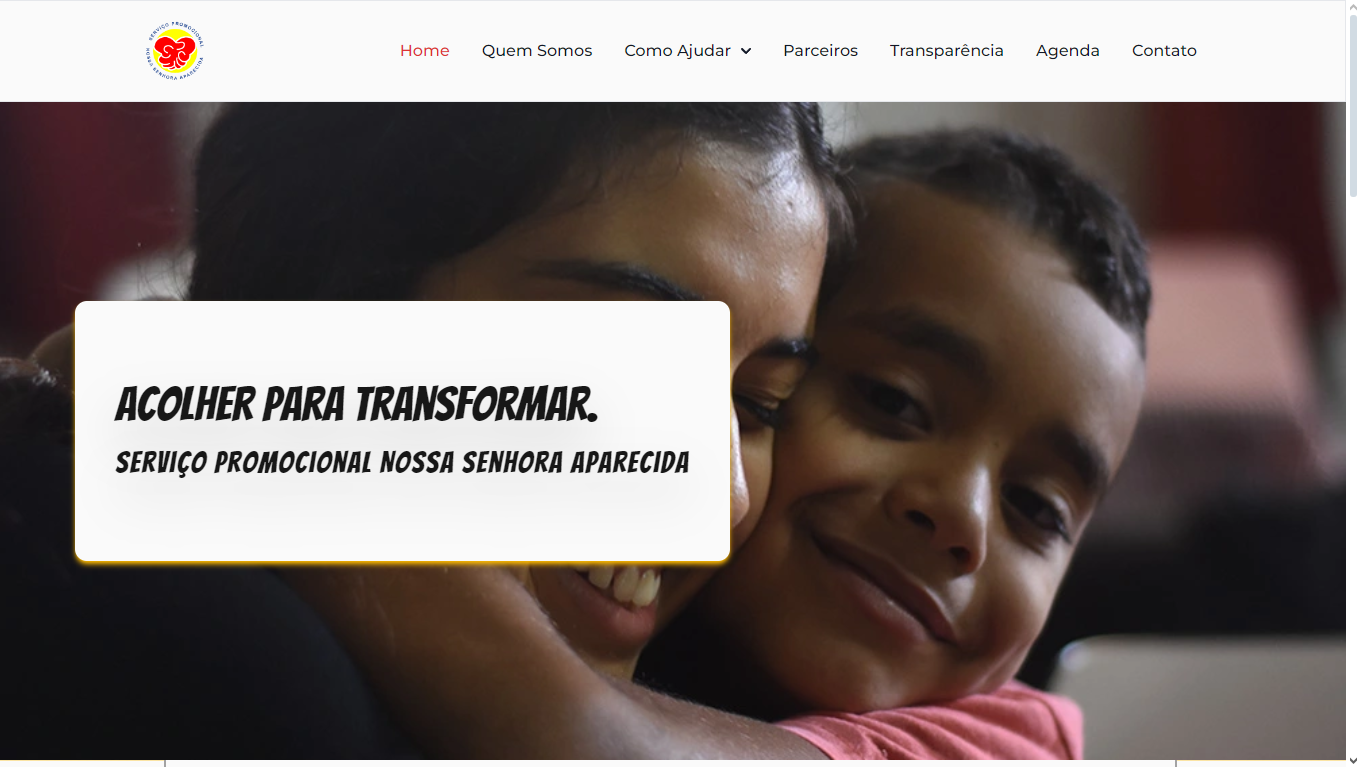 SERVIÇO PROMOCIONAL
NOSSA SENHORA APARECIDA
Home
Quem Somos
Como Ajudar
Parceiros
Transparência
Agenda
Contato
ACOLHER PARA TRANSFORMAR.
SERVIÇO PROMOCIONAL NOSSA SENHORA APARECIDA